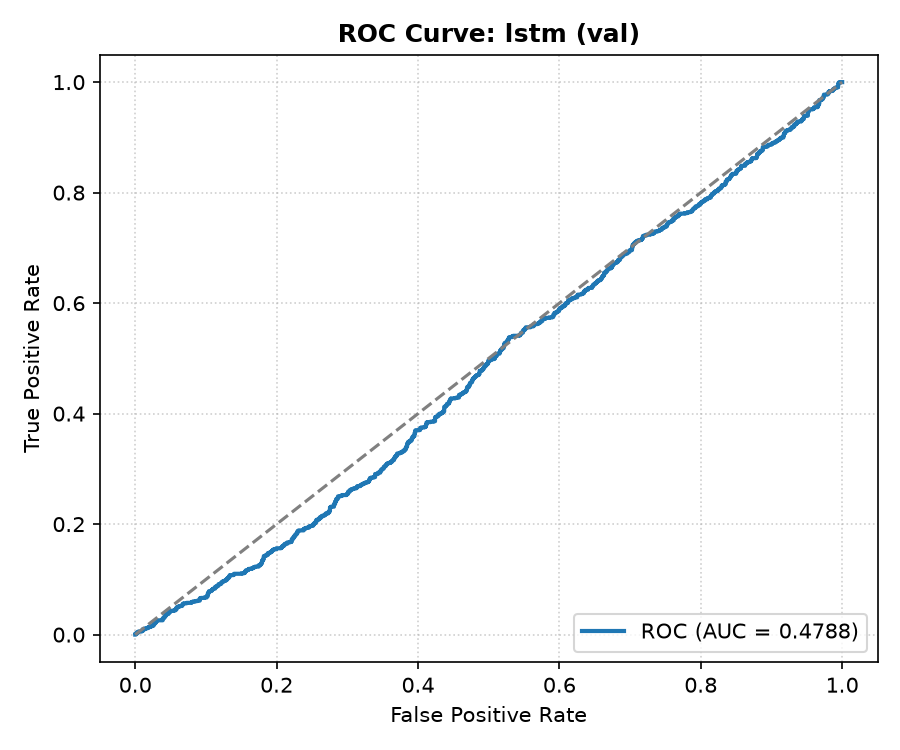 ROC Curve: lstm (val)
1.0
0.8
0.6
0.4
0.2
0.0
True Positive Rate
ROC (AUC = 0.4788)
0.0 0.2 0.4 0.6 0.8 1.0
False Positive Rate